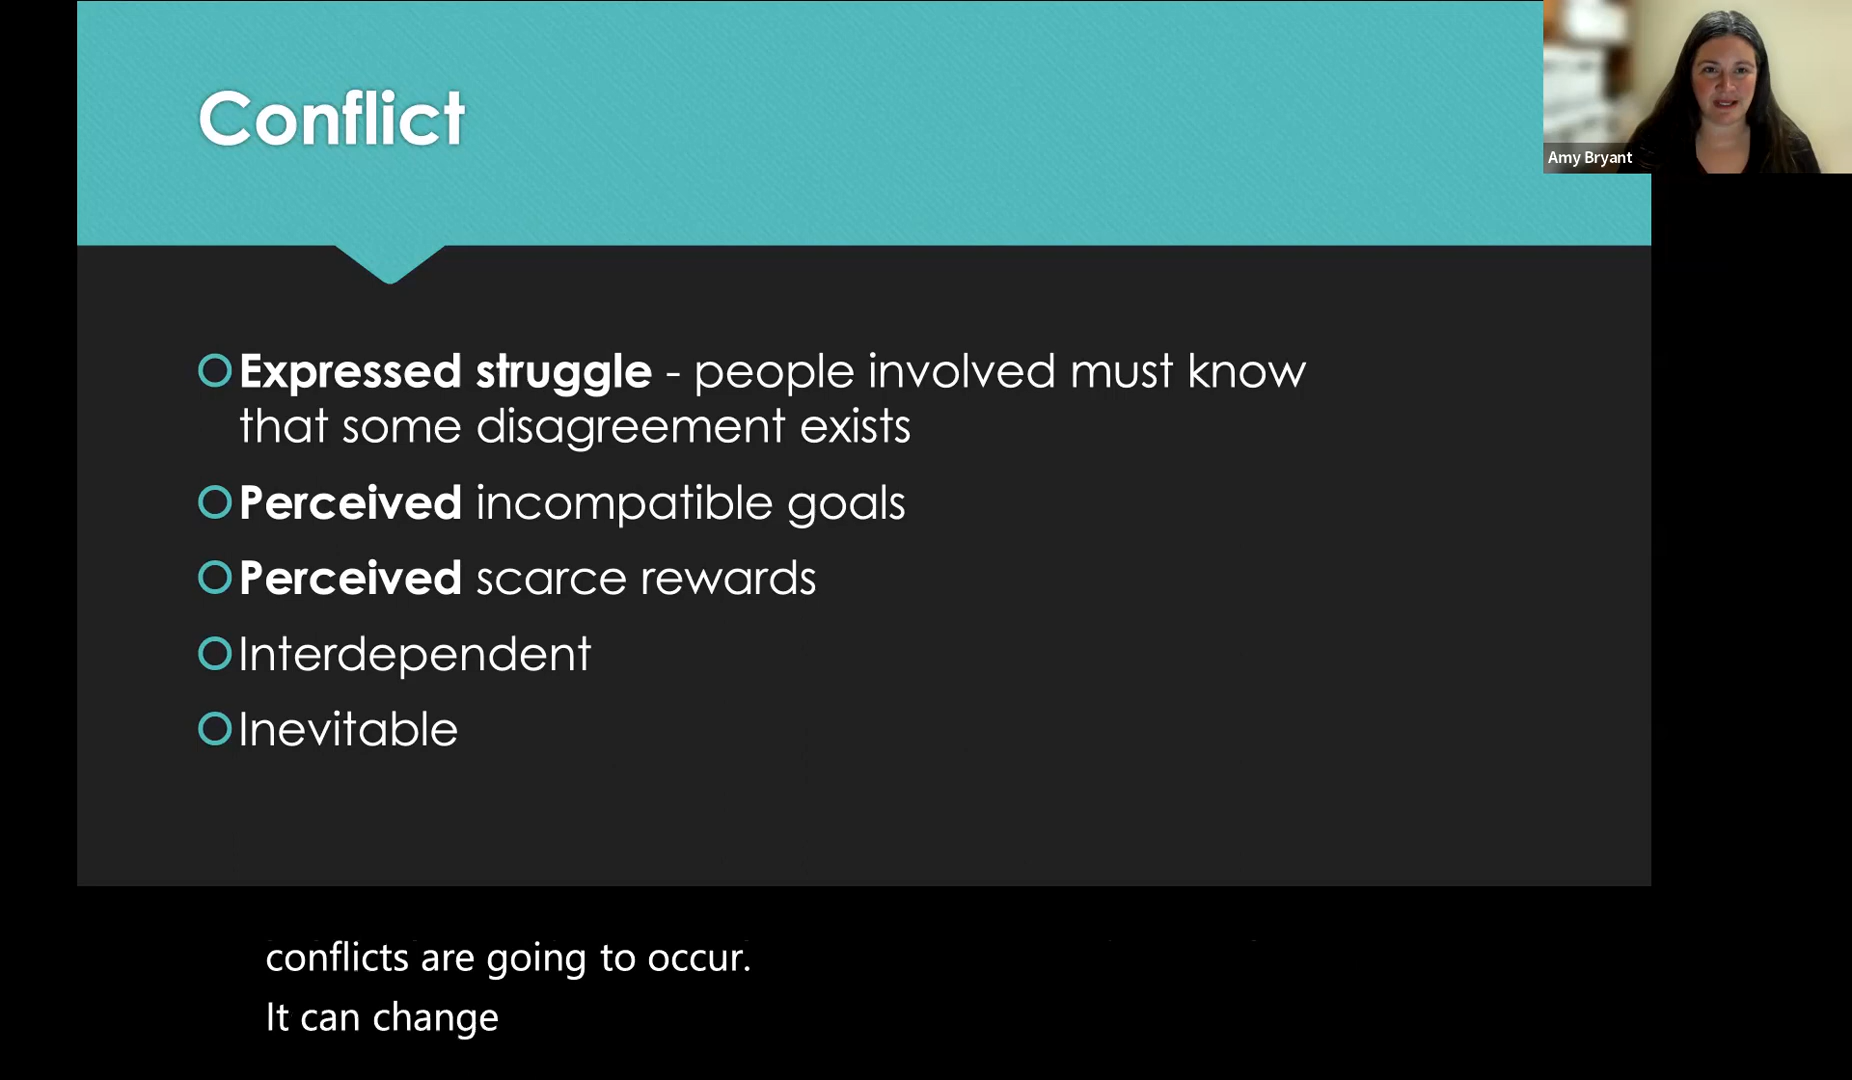 Conflict
Amy Bryant
Expressed struggle - people involved must know
that some disagreement exists
Perceived incompatible goals
Perceived scarce rewards
Interdependent
Inevitable
conflicts are going to occur.
It can change